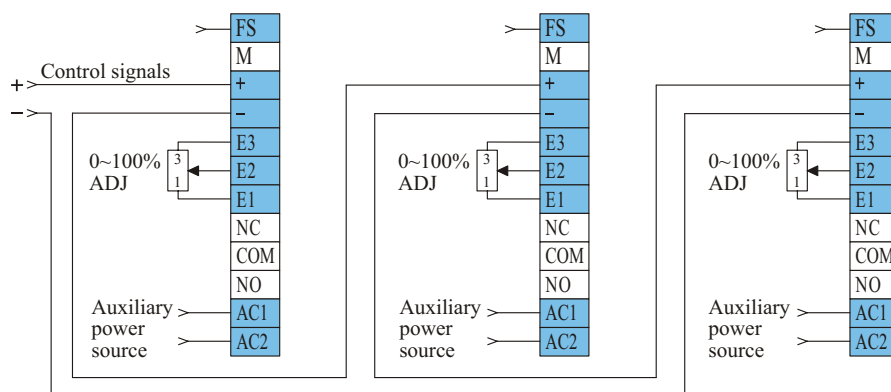 FS
M
+ Control signals +
− −
E3
0~100% 3 E2
ADJ 1 E1
NC
COM
NO
Auxiliary AC1
power
source AC2
FS
M
+
−
E3
0~100% 3 E2
ADJ 1 E1
NC
COM
NO
Auxiliary AC1
power
source AC2
FS
M
+
−
E3
0~100% 3 E2
ADJ 1 E1
NC
COM
NO
Auxiliary AC1
power
source AC2